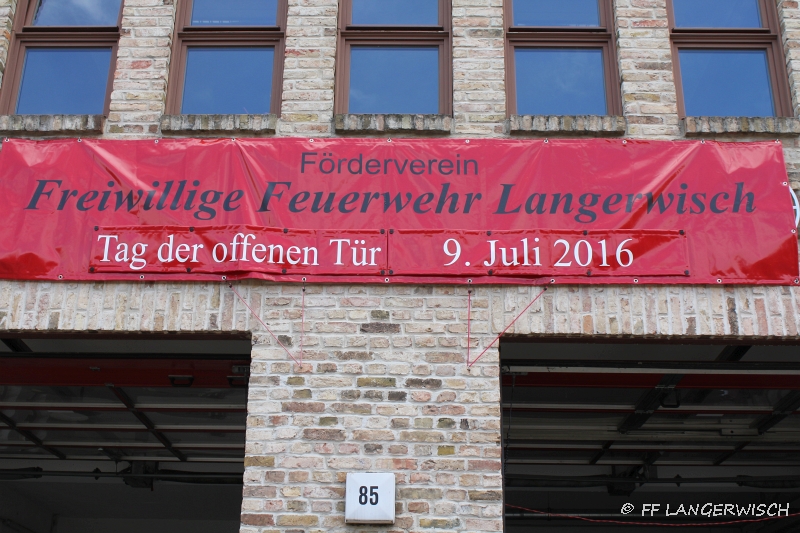 Förderverein
Freiwillige Feuerwehr Langerwisch
Tag der offenen Tür 9. Juli 2016
85
© FF LANGERWISCH